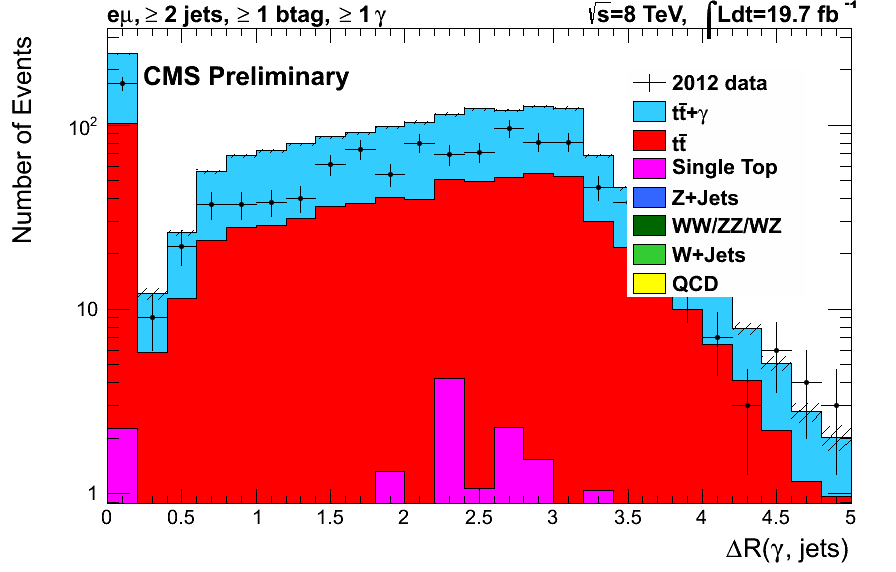 eμ, ≥ 2 jets, ≥ 1 btag, ≥ 1 γ
√s=8 TeV, ∫Ldt=19.7 fb⁻¹
CMS Preliminary
2012 data
tt̄+γ
tt̄
Single Top
Z+Jets
WW/ZZ/WZ
W+Jets
QCD
Number of Events
10²
10
1
0 0.5 1 1.5 2 2.5 3 3.5 4 4.5 5
ΔR(γ, jets)